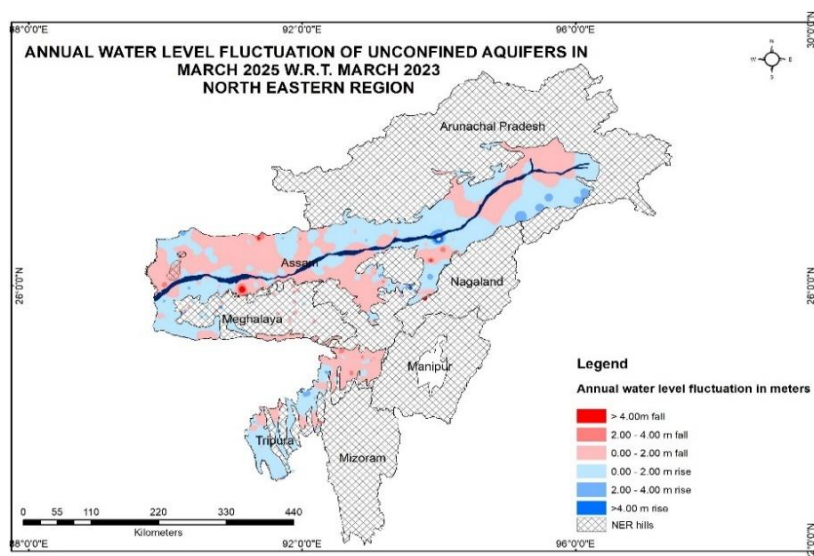 88°0'0"E
92°0'0"E
96°0'0"E
30°0'0"N
ANNUAL WATER LEVEL FLUCTUATION OF UNCONFINED AQUIFERS IN
MARCH 2025 W.R.T. MARCH 2023
NORTH EASTERN REGION
N
W
E
S
Arunachal Pradesh
Assam
Nagaland
26°0'0"N
26°0'0"N
Meghalaya
Manipur
Tripura
Mizoram
Legend
Annual water level fluctuation in meters
> 4.00m fall
2.00 - 4.00 m fall
0.00 - 2.00 m fall
0.00 - 2.00 m rise
2.00 - 4.00 m rise
>4.00 m rise
NER hills
0 55 110 220 330 440
Kilometers
88°0'0"E
92°0'0"E
96°0'0"E